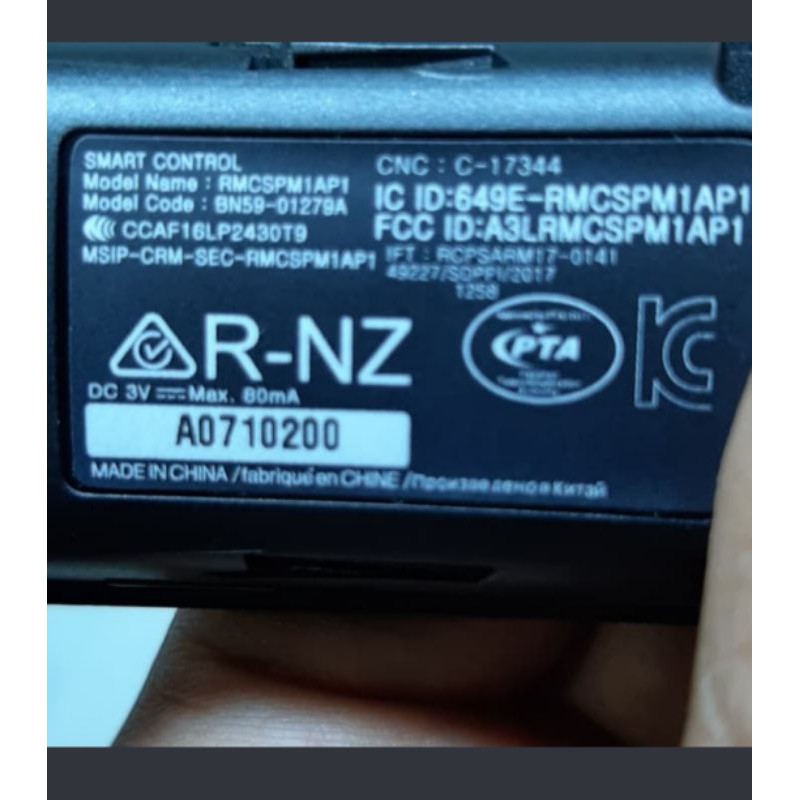 SMART CONTROL
Model Name : RMCSPM1AP1
Model Code : BN59-01279A
CCAF16LP2430T9
MSIP-CRM-SEC-RMCSPM1AP1
CNC : C-17344
IC ID:649E-RMCSPM1AP1
FCC ID:A3LRMCSPM1AP1
IFT : RCPSARM17-0141
49227/SDPPI/2017
1258
R-NZ
PTA
DC 3V Max. 80mA
A0710200
MADE IN CHINA /fabriqué en CHINE /Произведено в Китай